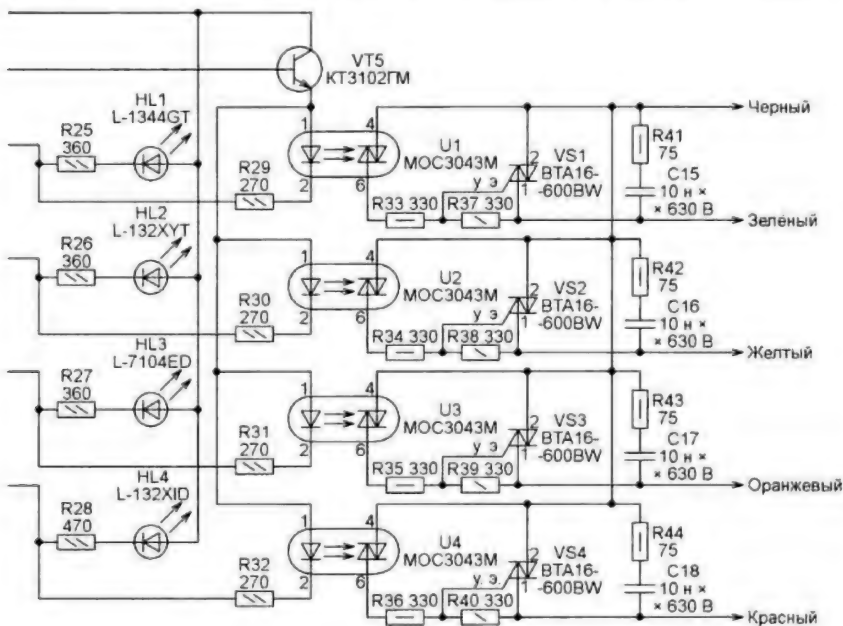 VT5
КТ3102ГМ
HL1
L-1344GT
R25
360
1
4
Черный
U1
MOC3043M
R29
270
2
6
VS1
BTA16-
-600BW
2
1
у э
R33 330
R37 330
R41
75
C15
10 н ×
× 630 В
Зеленый
HL2
L-132XYT
R26
360
1
4
U2
MOC3043M
R30
270
2
6
VS2
BTA16-
-600BW
2
1
у э
R34 330
R38 330
R42
75
C16
10 н ×
× 630 В
Желтый
HL3
L-7104ED
R27
360
1
4
U3
MOC3043M
R31
270
2
6
VS3
BTA16-
-600BW
2
1
у э
R35 330
R39 330
R43
75
C17
10 н ×
× 630 В
Оранжевый
HL4
L-132XID
R28
470
1
4
U4
MOC3043M
R32
270
2
6
VS4
BTA16-
-600BW
2
1
у э
R36 330
R40 330
R44
75
C18
10 н ×
× 630 В
Красный